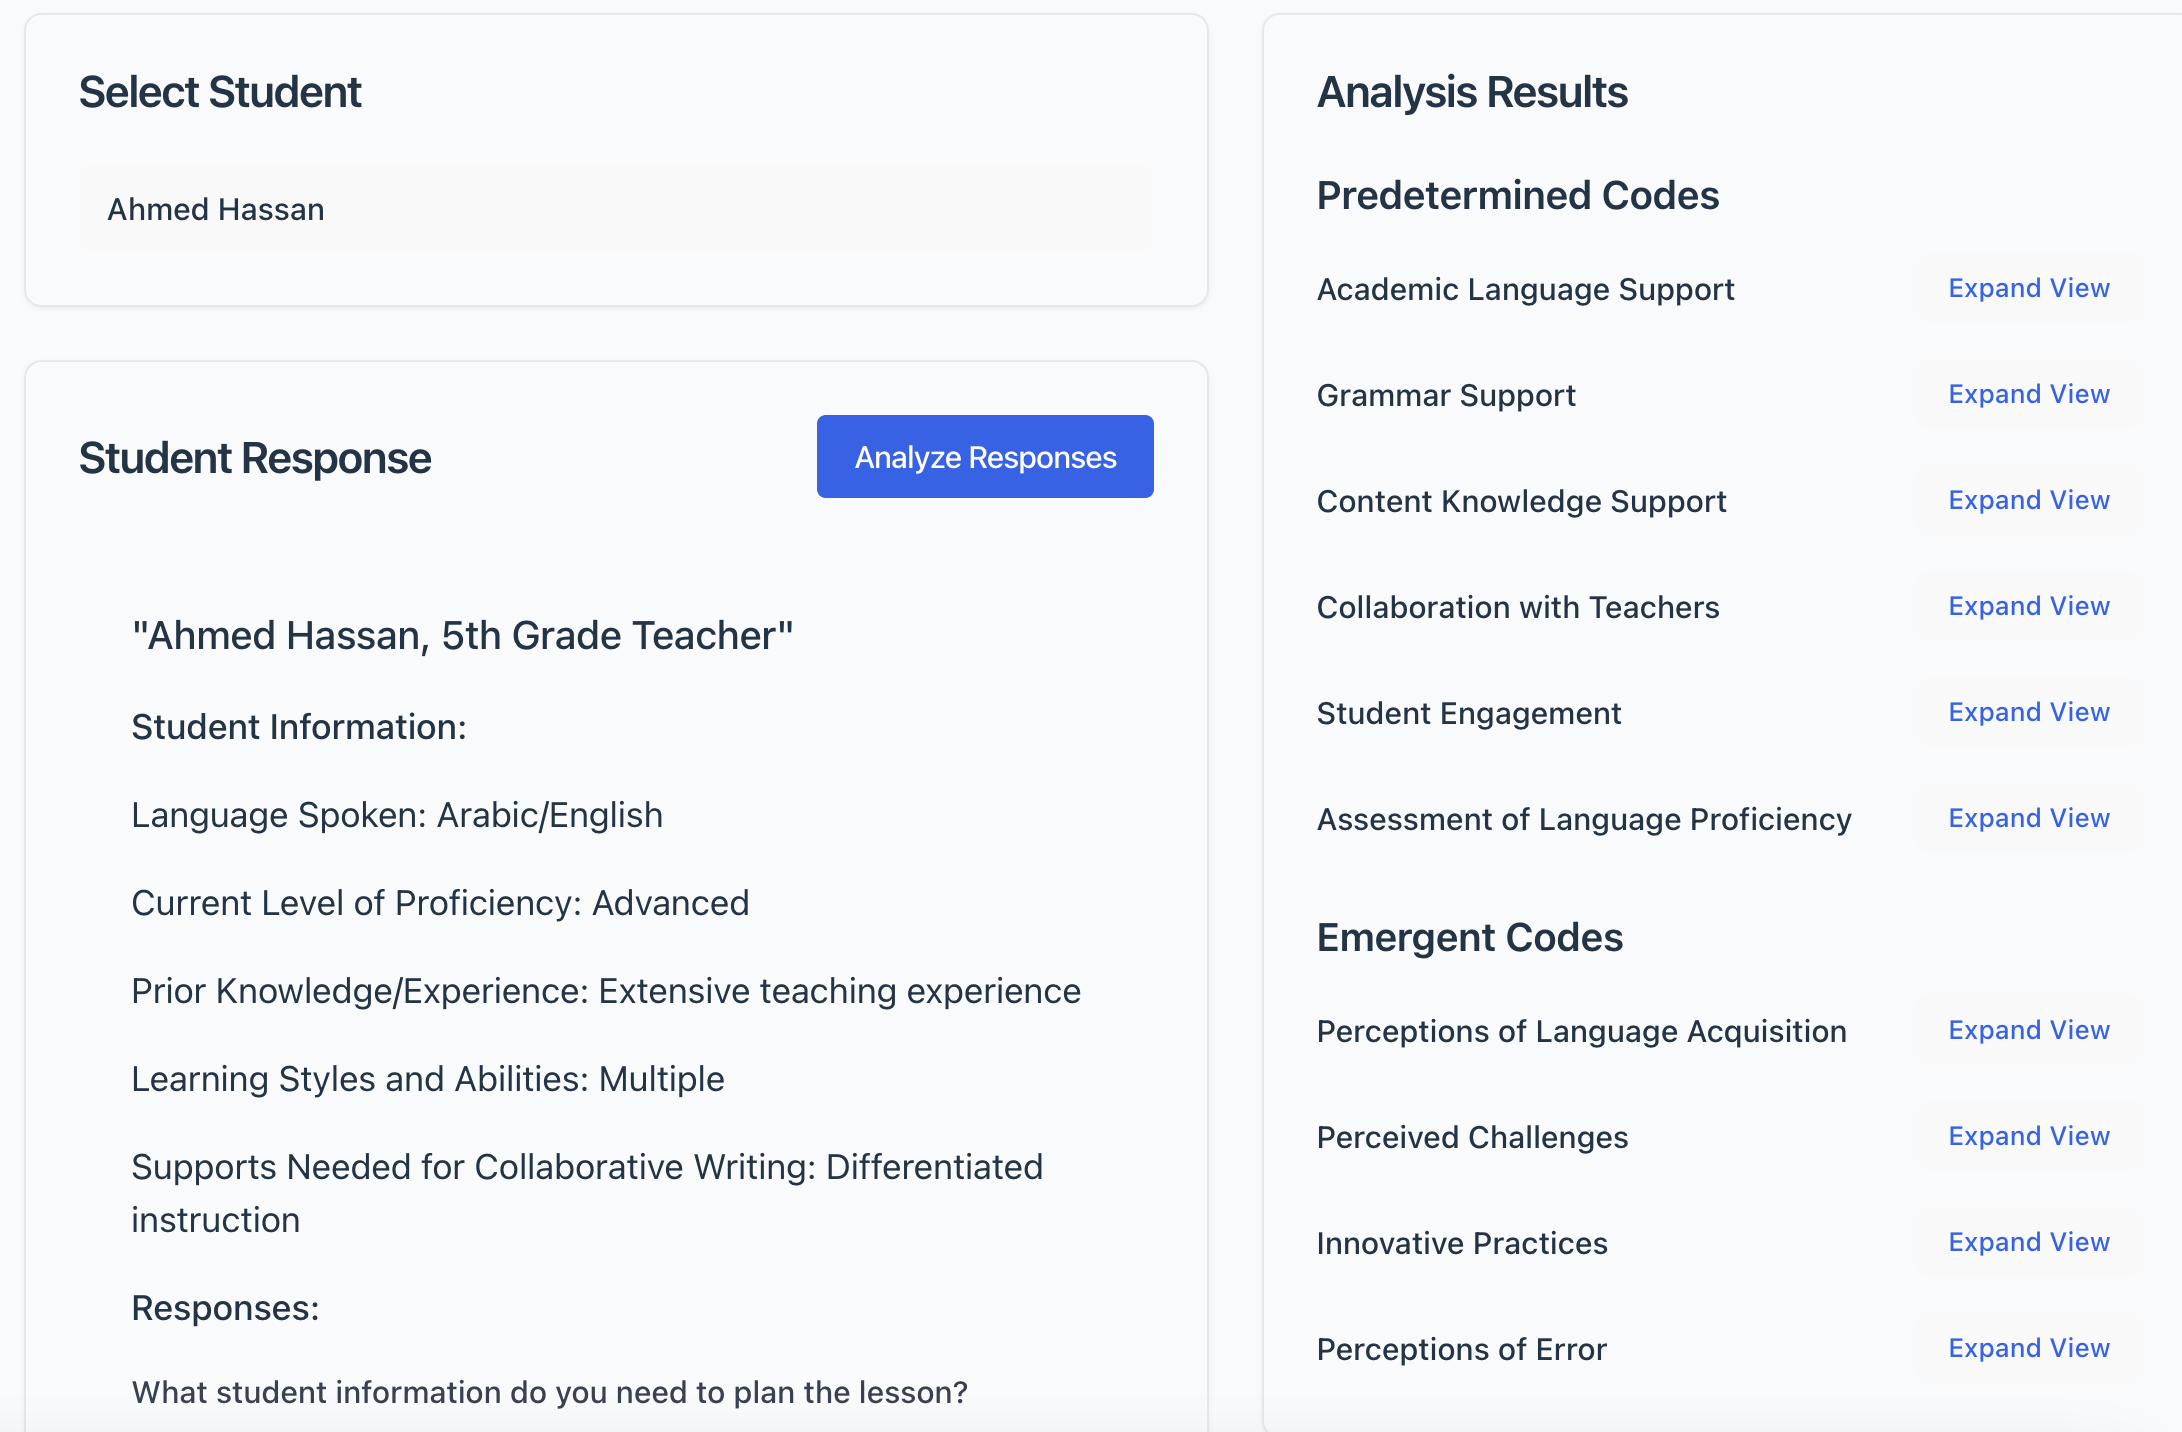 Select Student
Ahmed Hassan
Student Response
Analyze Responses
"Ahmed Hassan, 5th Grade Teacher"
Student Information:
Language Spoken: Arabic/English
Current Level of Proficiency: Advanced
Prior Knowledge/Experience: Extensive teaching experience
Learning Styles and Abilities: Multiple
Supports Needed for Collaborative Writing: Differentiated
instruction
Responses:
What student information do you need to plan the lesson?
Analysis Results
Predetermined Codes
Academic Language Support
Expand View
Grammar Support
Expand View
Content Knowledge Support
Expand View
Collaboration with Teachers
Expand View
Student Engagement
Expand View
Assessment of Language Proficiency
Expand View
Emergent Codes
Perceptions of Language Acquisition
Expand View
Perceived Challenges
Expand View
Innovative Practices
Expand View
Perceptions of Error
Expand View